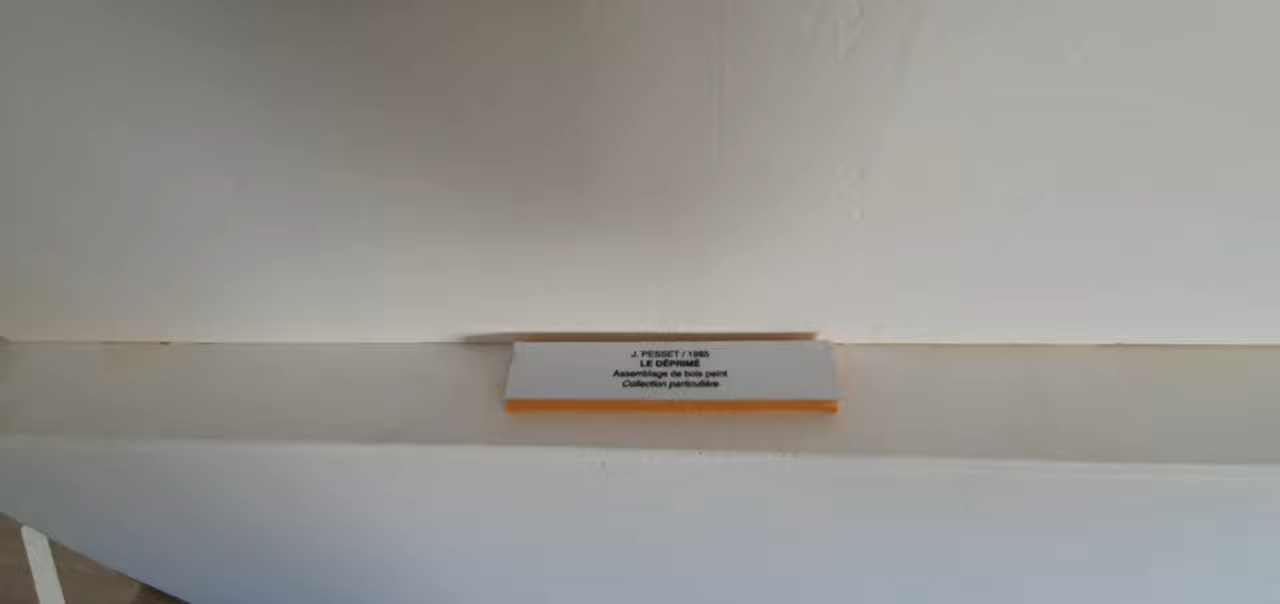 J. PESSET / 1985
LE DÉPRIMÉ
Assemblage de bois peint
Collection particulière